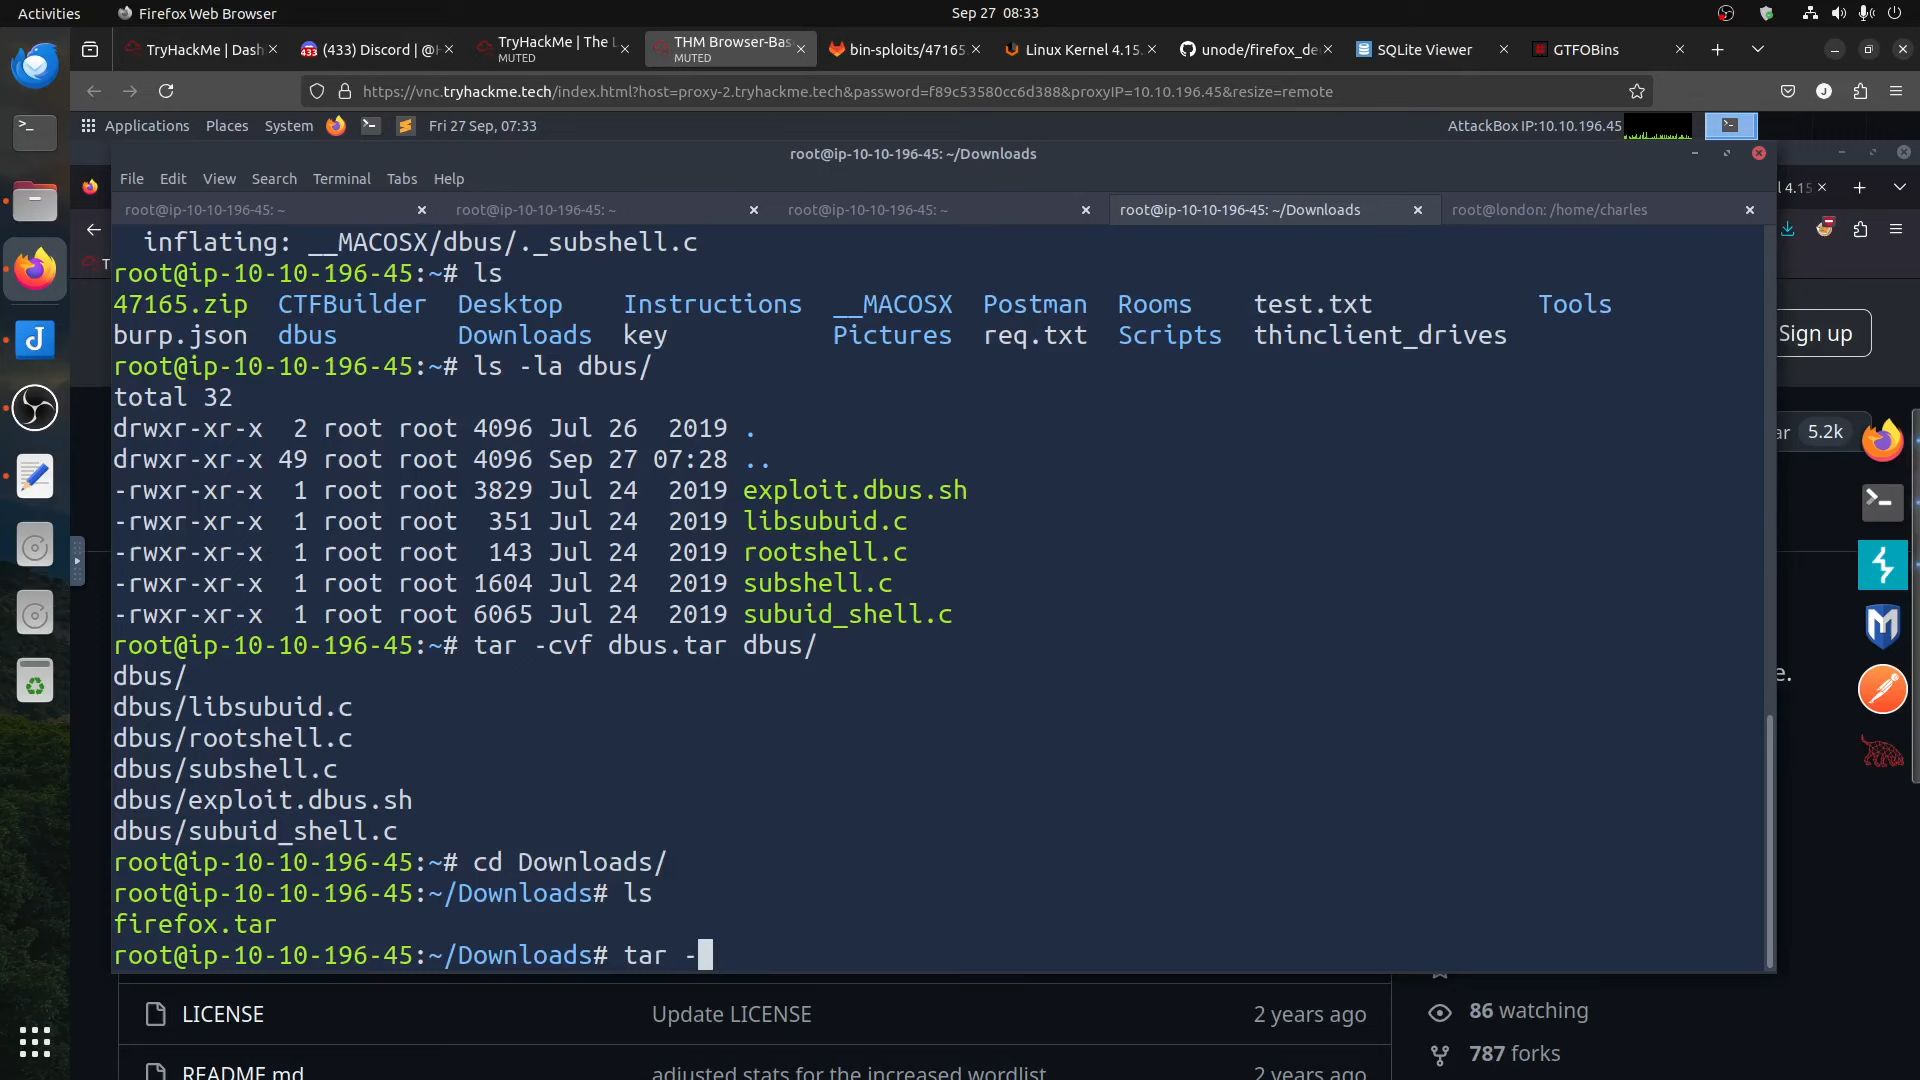 Activities
Firefox Web Browser
Sep 27 08:33
TryHackMe | Dash
(433) Discord | @H
TryHackMe | The L
MUTED
THM Browser-Bas
MUTED
bin-sploits/47165.
Linux Kernel 4.15.
unode/firefox_de
SQLite Viewer
GTFOBins
https://vnc.tryhackme.tech/index.html?host=proxy-2.tryhackme.tech&password=f89c53580cc6d388&proxyIP=10.10.196.45&resize=remote
Applications
Places
System
Fri 27 Sep, 07:33
AttackBox IP:10.10.196.45
root@ip-10-10-196-45: ~/Downloads
File Edit View Search Terminal Tabs Help
l 4.15
root@ip-10-10-196-45: ~
root@ip-10-10-196-45: ~
root@ip-10-10-196-45: ~
root@ip-10-10-196-45: ~/Downloads
root@london: /home/charles
inflating: __MACOSX/dbus/._subshell.c
root@ip-10-10-196-45:~# ls
47165.zip CTFBuilder Desktop Instructions __MACOSX Postman Rooms test.txt Tools
burp.json dbus Downloads key Pictures req.txt Scripts thinclient_drives
root@ip-10-10-196-45:~# ls -la dbus/
total 32
drwxr-xr-x 2 root root 4096 Jul 26 2019 .
drwxr-xr-x 49 root root 4096 Sep 27 07:28 ..
-rwxr-xr-x 1 root root 3829 Jul 24 2019 exploit.dbus.sh
-rwxr-xr-x 1 root root 351 Jul 24 2019 libsubuid.c
-rwxr-xr-x 1 root root 143 Jul 24 2019 rootshell.c
-rwxr-xr-x 1 root root 1604 Jul 24 2019 subshell.c
-rwxr-xr-x 1 root root 6065 Jul 24 2019 subuid_shell.c
root@ip-10-10-196-45:~# tar -cvf dbus.tar dbus/
dbus/
dbus/libsubuid.c
dbus/rootshell.c
dbus/subshell.c
dbus/exploit.dbus.sh
dbus/subuid_shell.c
root@ip-10-10-196-45:~# cd Downloads/
root@ip-10-10-196-45:~/Downloads# ls
firefox.tar
root@ip-10-10-196-45:~/Downloads# tar -
Sign up
ar 5.2k
e.
LICENSE
Update LICENSE
2 years ago
86 watching
787 forks
README.md
adjusted stats for the increased wordlist
2 years ago